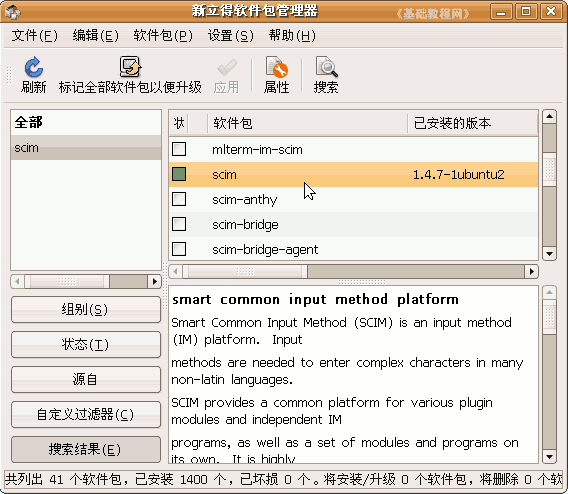 新立得软件包管理器
《基础教程网》
文件(F) 编辑(E) 软件包(P) 设置(S) 帮助(H)
刷新 标记全部软件包以便升级 应用 属性 搜索
全部
scim
状 软件包 已安装的版本
mlterm-im-scim
scim 1.4.7-1ubuntu2
scim-anthy
scim-bridge
scim-bridge-agent
组别(S)
状态(T)
源自
自定义过滤器(C)
搜索结果(E)
smart common input method platform
Smart Common Input Method (SCIM) is an input method
(IM) platform. Input
methods are needed to enter complex characters in many
non-latin languages.
SCIM provides a common platform for various plugin
modules and independent IM
programs, as well as a set of modules and programs on
its own. It is highly
共列出 41 个软件包，已安装 1400 个，已坏损 0 个。将安装/升级 0 个软件包，将删除 0 个软